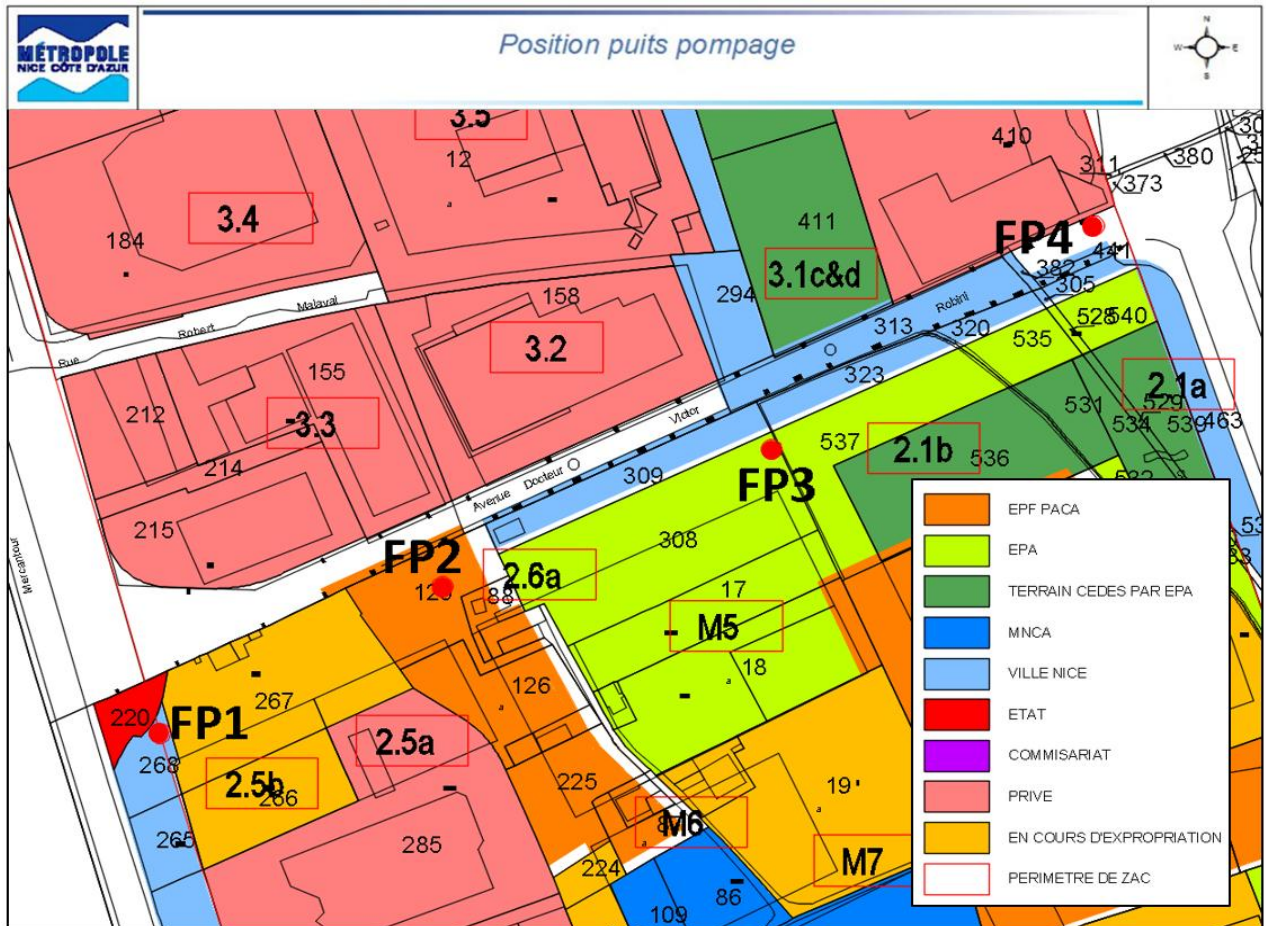 MÉTROPOLE
NICE CÔTE D'AZUR
Position puits pompage
N
W
E
S
3.5
12
410
380
311
373
3.4
184
411
FP4
441
382
305
3.1c&d
Malaval
Robert
Rue
158
294
Robini
313
320
528
540
535
3.2
323
155
2.1a
212
3.3
531
529
534
539
463
Victor
537
2.1b
536
214
309
Docteur
Avenue
FP3
215
308
Mercantour
FP2
2.6a
88
17
M5
18
126
267
220
FP1
268
2.5a
2.5b
266
225
19
265
285
M6
M7
224
86
109
EPF PACA
EPA
TERRAIN CEDES PAR EPA
MNCA
VILLE NICE
ETAT
COMMISARIAT
PRIVE
EN COURS D'EXPROPRIATION
PERIMETRE DE ZAC